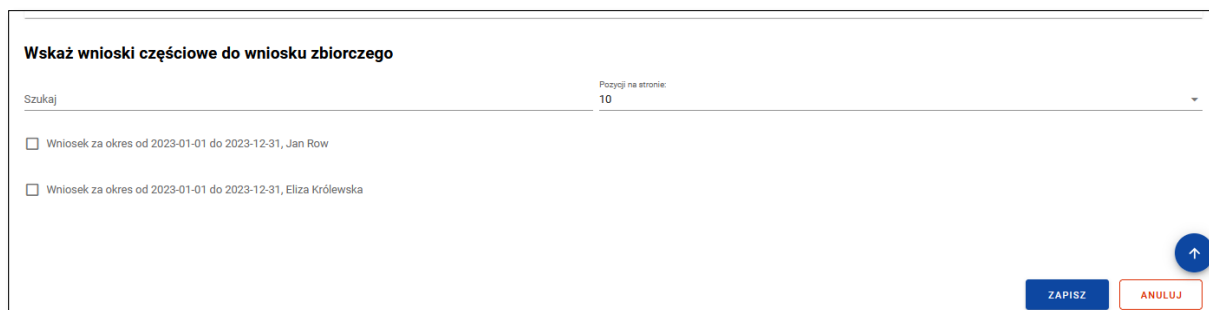 Wskaż wnioski częściowe do wniosku zbiorczego
Szukaj
Pozycji na stronie:
10
Wniosek za okres od 2023-01-01 do 2023-12-31, Jan Row
Wniosek za okres od 2023-01-01 do 2023-12-31, Eliza Królewska
ZAPISZ
ANULUJ